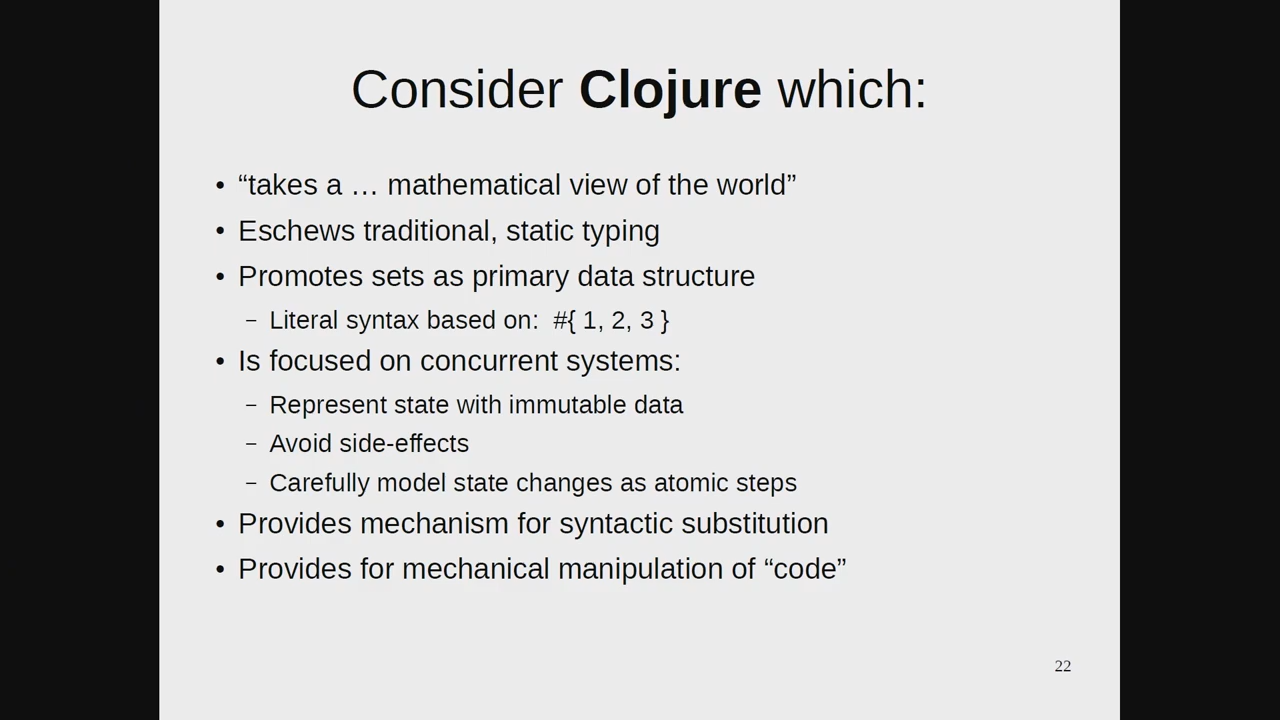 Consider Clojure which:
• “takes a … mathematical view of the world”
• Eschews traditional, static typing
• Promotes sets as primary data structure
– Literal syntax based on:  #{ 1, 2, 3 }
• Is focused on concurrent systems:
– Represent state with immutable data
– Avoid side-effects
– Carefully model state changes as atomic steps
• Provides mechanism for syntactic substitution
• Provides for mechanical manipulation of “code”
22